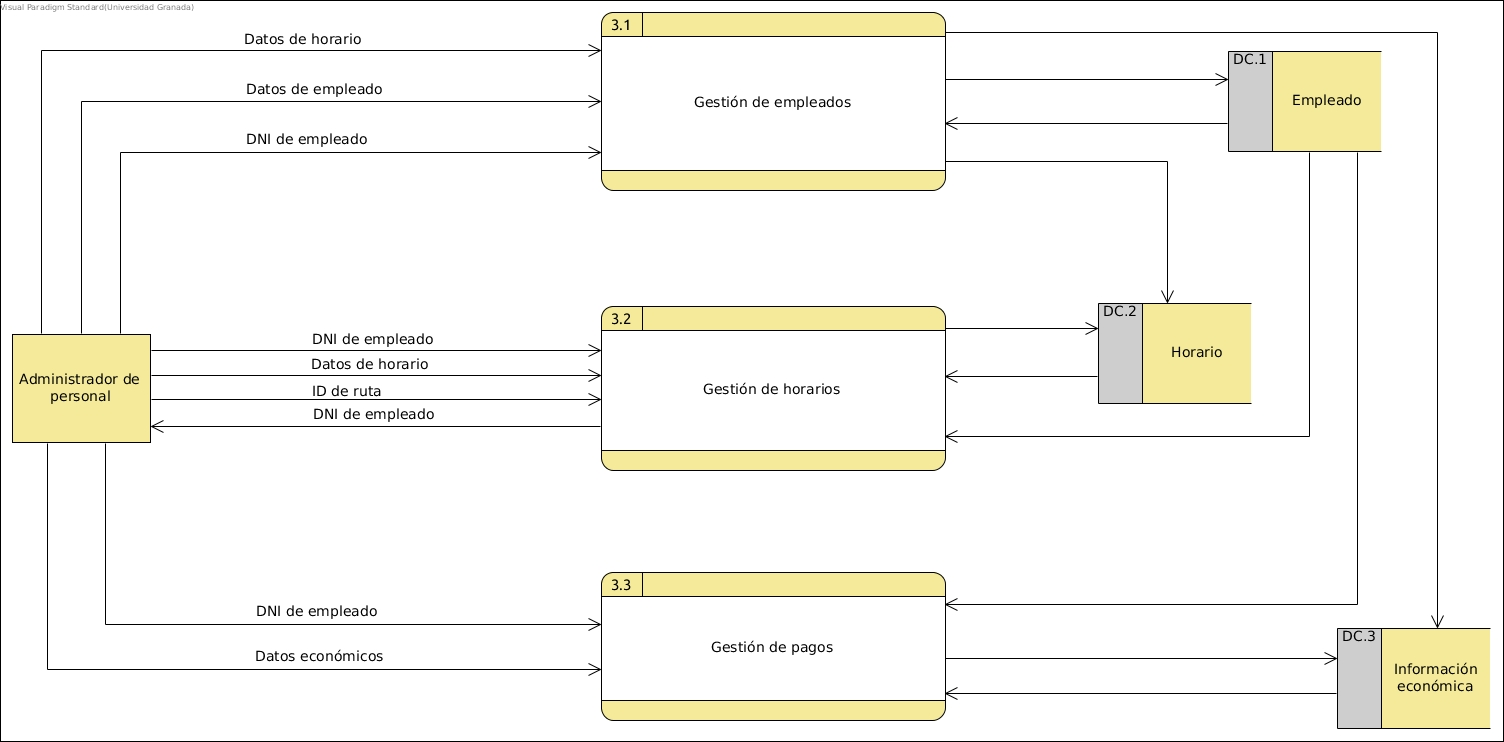 Visual Paradigm Standard(Universidad Granada)
3.1
Datos de horario
DC.1
Datos de empleado
Gestión de empleados
Empleado
DNI de empleado
DC.2
3.2
DNI de empleado
Horario
Datos de horario
Administrador de
personal
ID de ruta
Gestión de horarios
DNI de empleado
3.3
DNI de empleado
DC.3
Gestión de pagos
Datos económicos
Información
económica